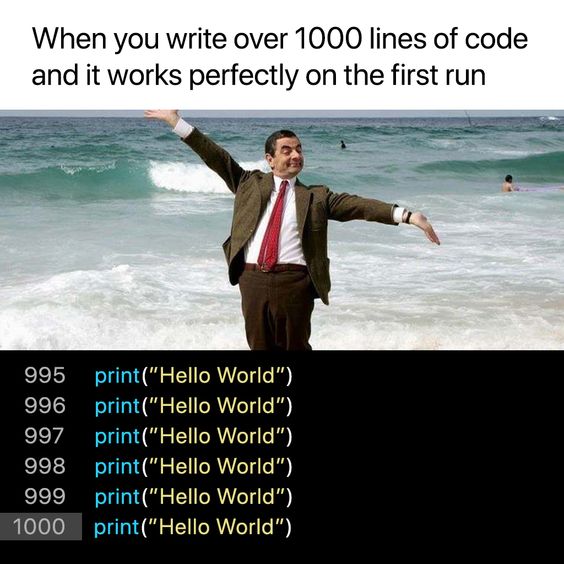 When you write over 1000 lines of code
and it works perfectly on the first run
995 print("Hello World")
996 print("Hello World")
997 print("Hello World")
998 print("Hello World")
999 print("Hello World")
1000 print("Hello World")